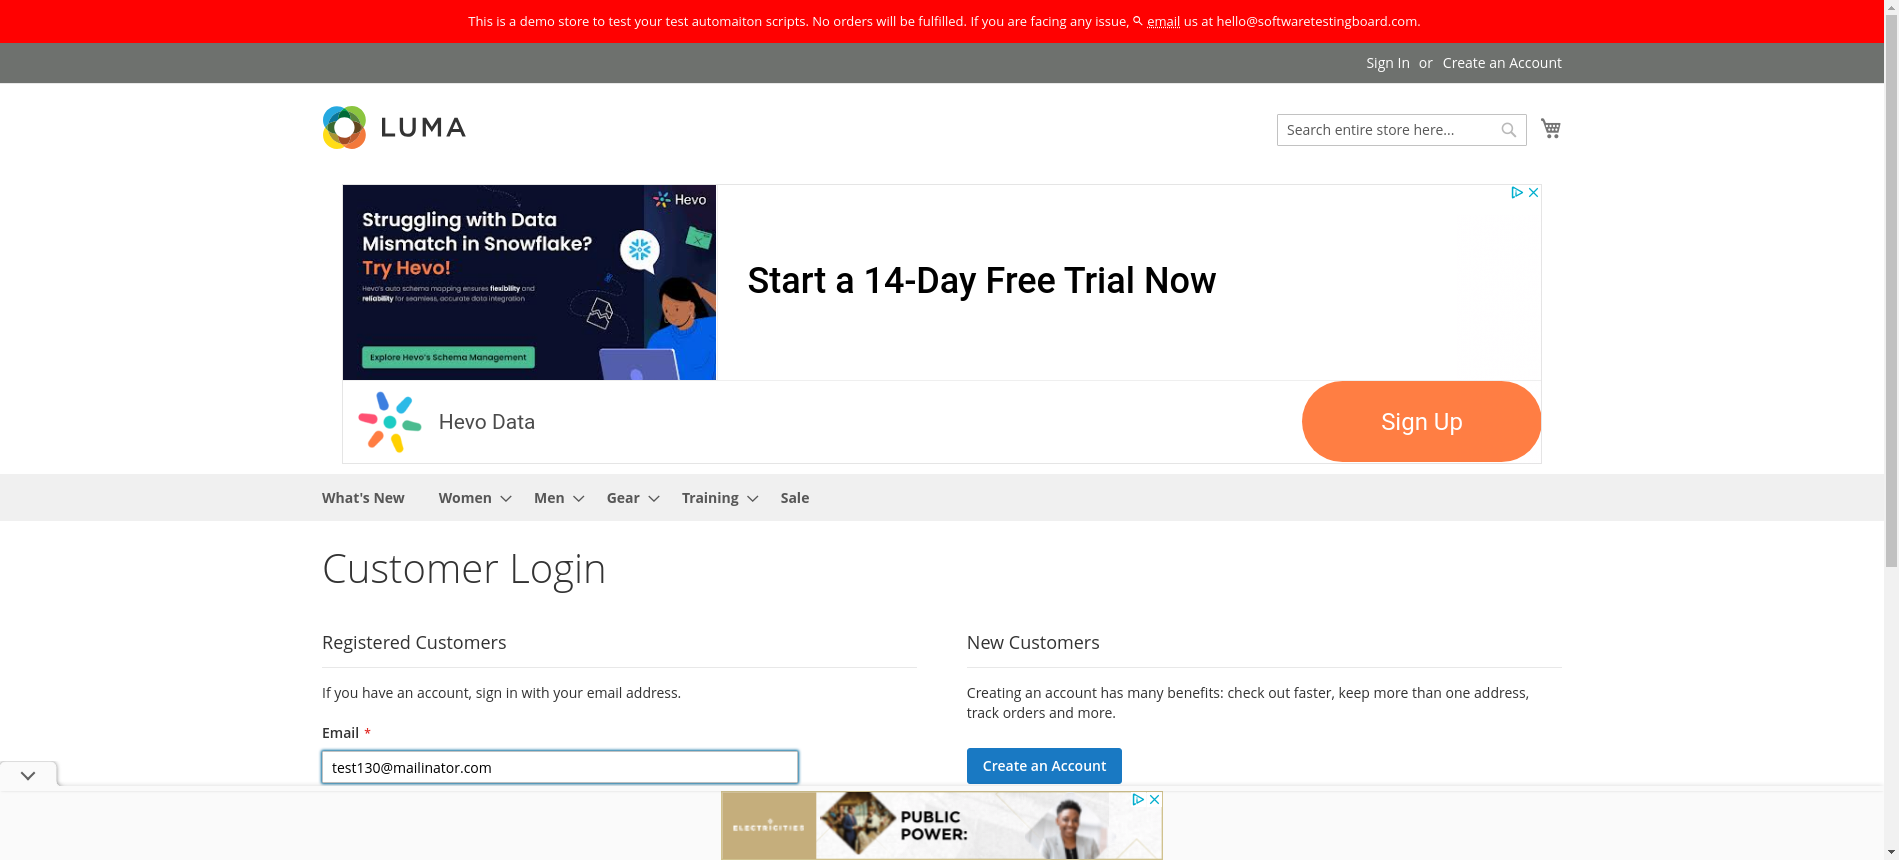 This is a demo store to test your test automaiton scripts. No orders will be fulfilled. If you are facing any issue, email us at hello@softwaretestingboard.com.
Sign In or Create an Account
LUMA
Search entire store here...
Struggling with Data
Mismatch in Snowflake?
Try Hevo!
Hevo's auto schema mapping ensures flexibility and
reliability for seamless, accurate data integration
Explore Hevo's Schema Management
Hevo
Start a 14-Day Free Trial Now
Hevo Data
Sign Up
What's New Women Men Gear Training Sale
Customer Login
Registered Customers
If you have an account, sign in with your email address.
Email *
test130@mailinator.com
New Customers
Creating an account has many benefits: check out faster, keep more than one address,
track orders and more.
Create an Account
ELECTRICITIES
PUBLIC
POWER: